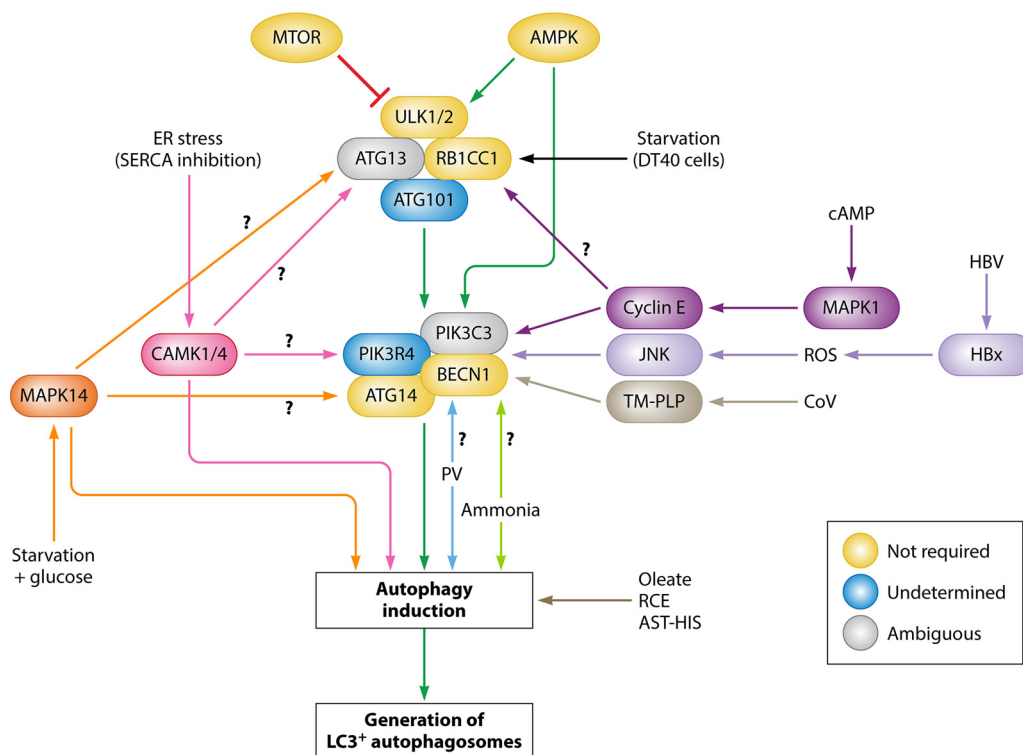 MTOR
AMPK
ULK1/2
ER stress
(SERCA inhibition)
ATG13
RB1CC1
Starvation
(DT40 cells)
ATG101
?
?
?
cAMP
HBV
Cyclin E
MAPK1
PIK3C3
CAMK1/4
?
PIK3R4
JNK
ROS
HBx
BECN1
MAPK14
?
ATG14
TM-PLP
CoV
?
?
PV
Ammonia
Starvation
+ glucose
Autophagy
induction
Oleate
RCE
AST-HIS
Not required
Undetermined
Ambiguous
Generation of
LC3+ autophagosomes